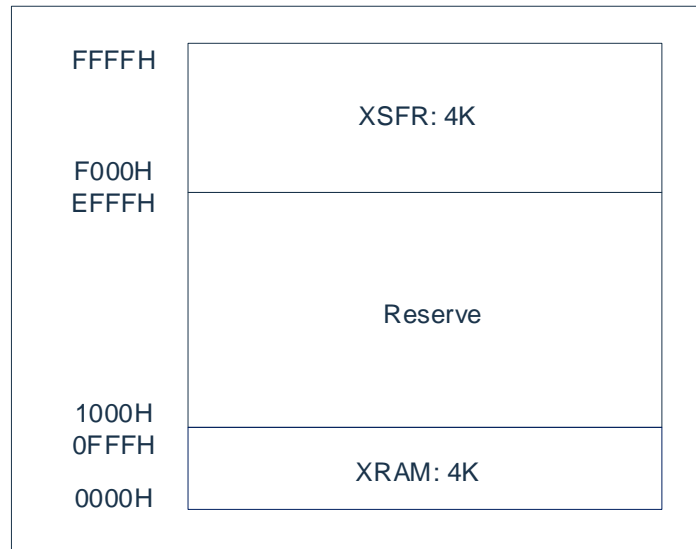 FFFFH
XSFR: 4K
F000H
EFFFH
Reserve
1000H
0FFFH
XRAM: 4K
0000H